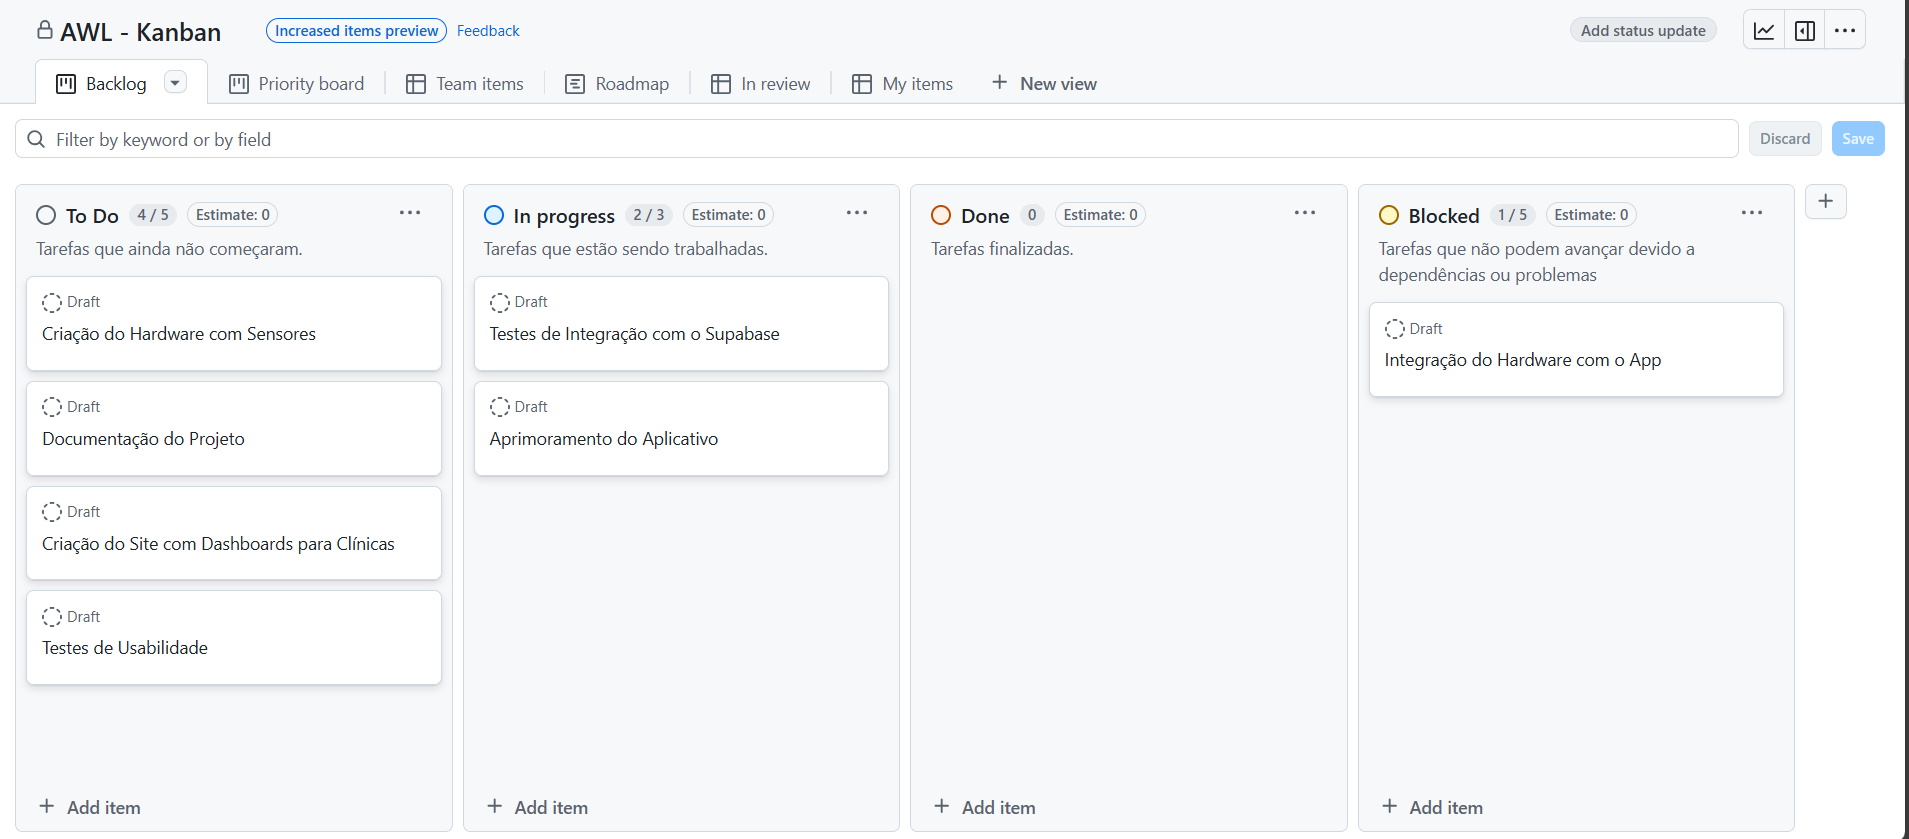 AWL - Kanban
Increased items preview
Feedback
Add status update
Backlog
Priority board
Team items
Roadmap
In review
My items
New view
Filter by keyword or by field
Discard
Save
To Do
4 / 5
Estimate: 0
Tarefas que ainda não começaram.
Draft
Criação do Hardware com Sensores
Draft
Documentação do Projeto
Draft
Criação do Site com Dashboards para Clínicas
Draft
Testes de Usabilidade
Add item
In progress
2 / 3
Estimate: 0
Tarefas que estão sendo trabalhadas.
Draft
Testes de Integração com o Supabase
Draft
Aprimoramento do Aplicativo
Add item
Done
0
Estimate: 0
Tarefas finalizadas.
Add item
Blocked
1 / 5
Estimate: 0
Tarefas que não podem avançar devido a
dependências ou problemas
Draft
Integração do Hardware com o App
Add item